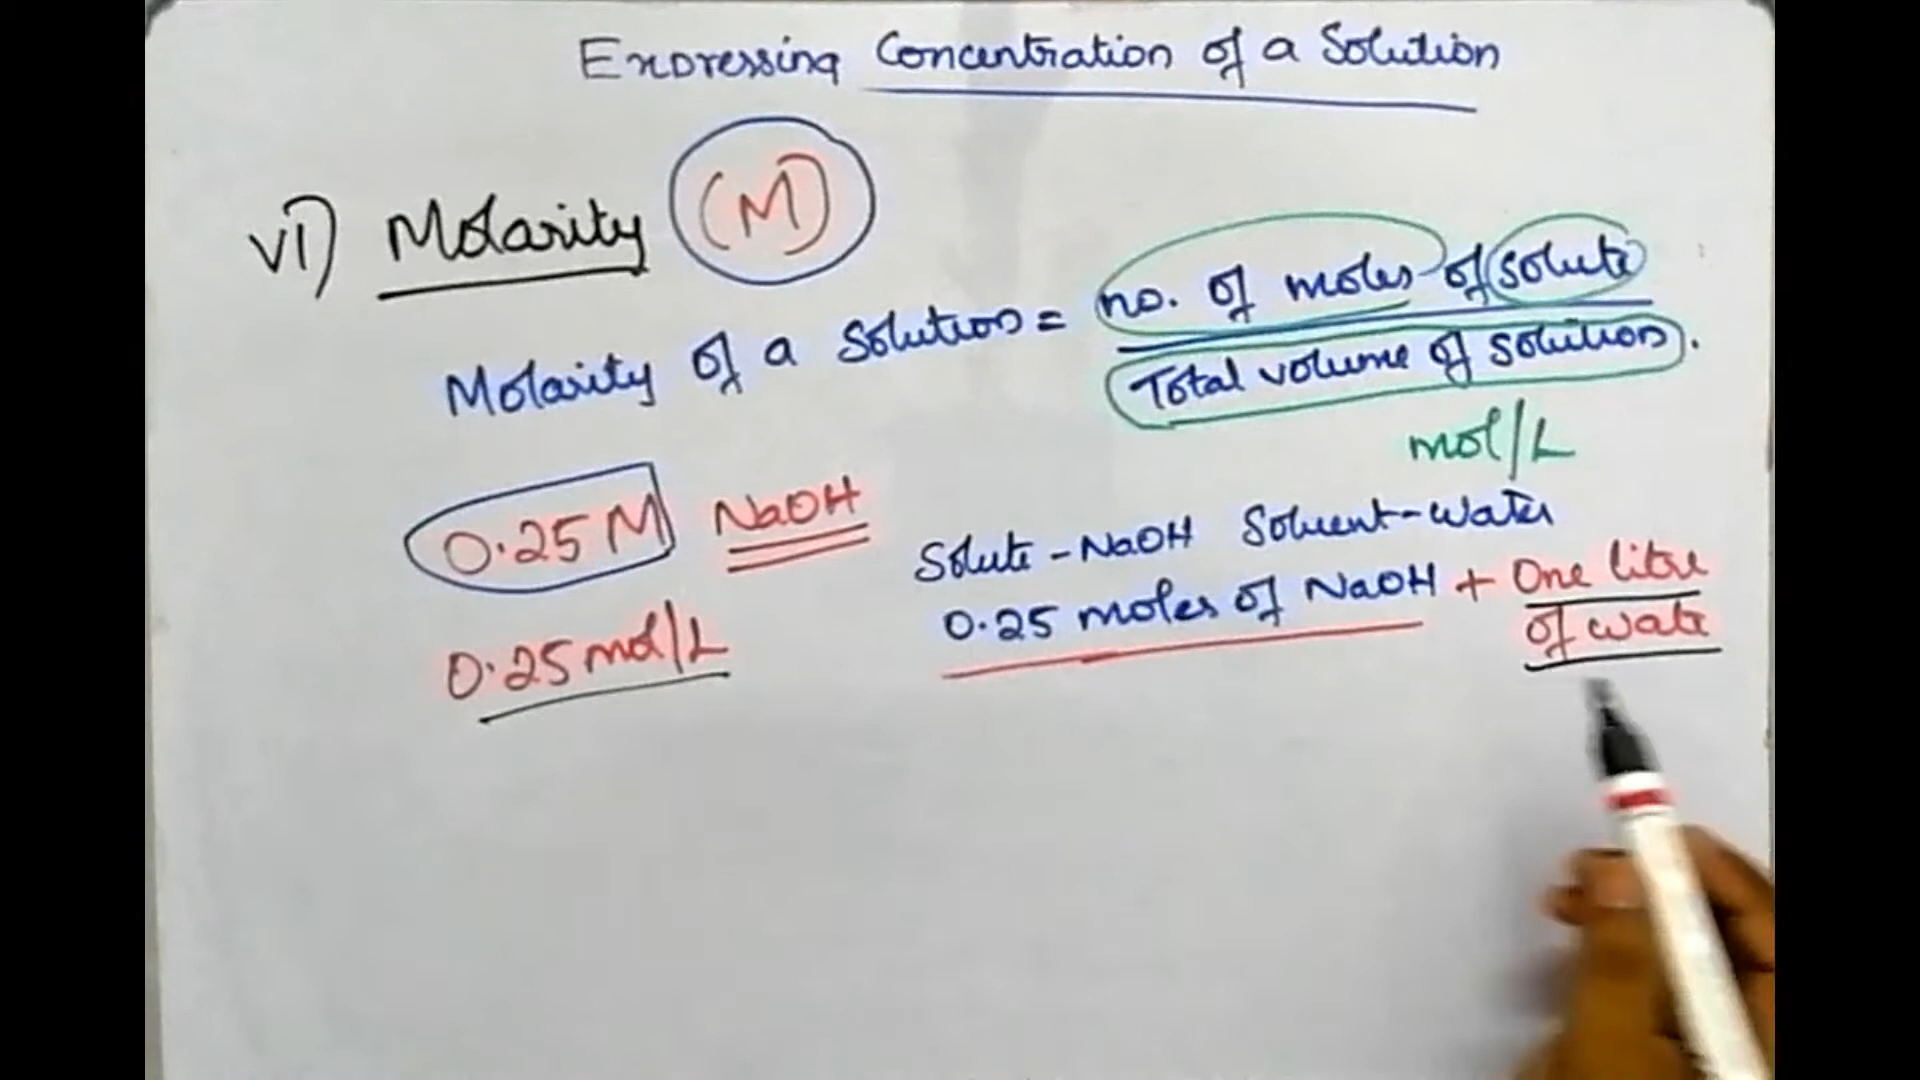 Expressing Concentration of a Solution
vi) Molarity (M)
Molarity of a solution = no. of moles of solute
Total volume of solution.
mol/L
0.25 M NaOH
Solute - NaOH Solvent - Water
0.25 moles of NaOH + One litre
of wate
0.25 mol/L